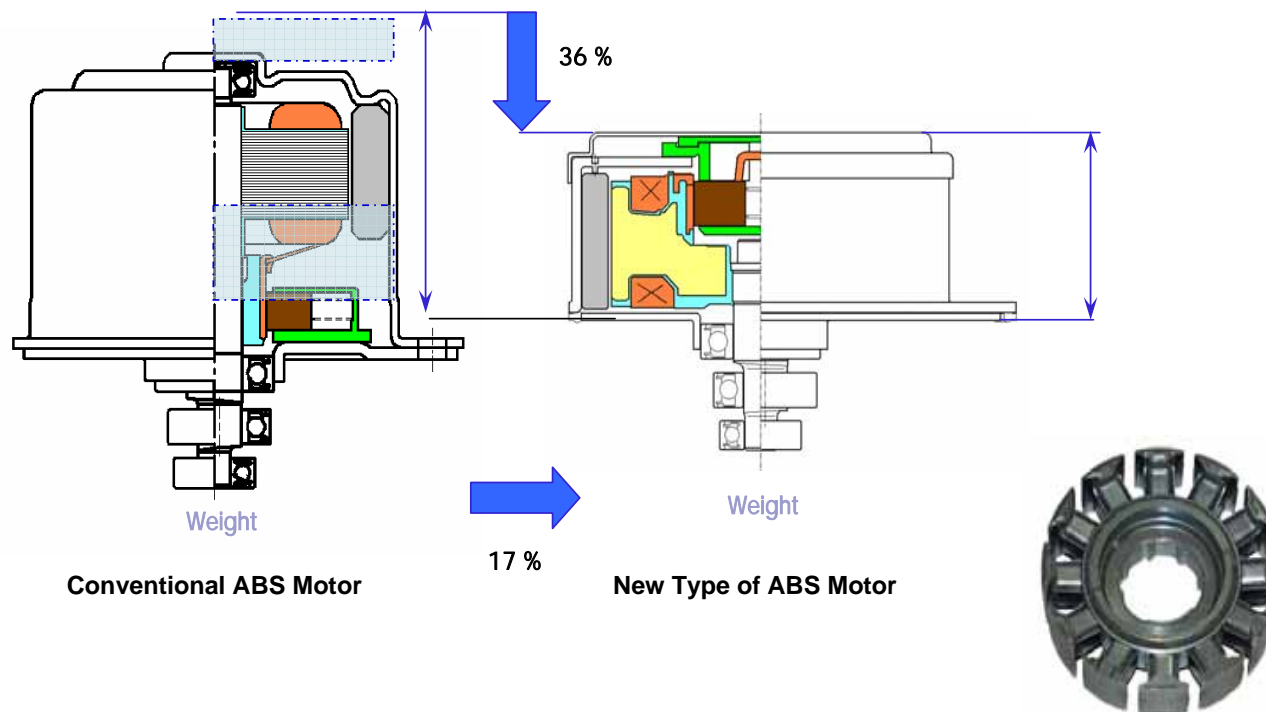 36 %
Weight
Weight
17 %
Conventional ABS Motor
New Type of ABS Motor